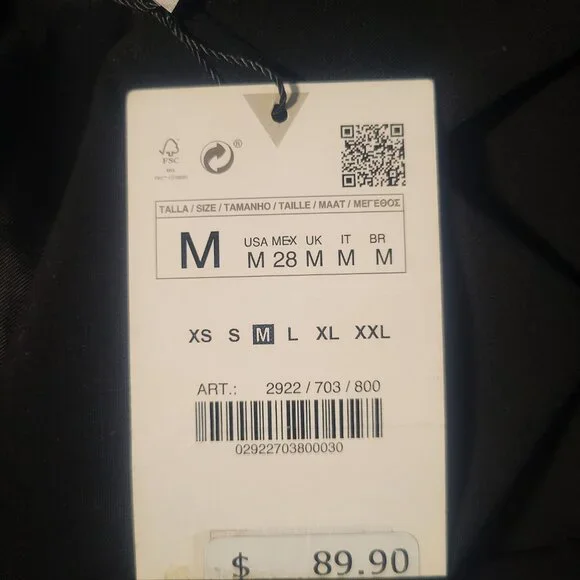 FSC
®
TALLA / SIZE / TAMANHO / TAILLE / MAAT / ΜΕΓΕΘΟΣ
M
USA MEX UK IT BR
M 28 M M M
XS S M L XL XXL
ART.: 2922 / 703 / 800
02922703800030
$ 89.90